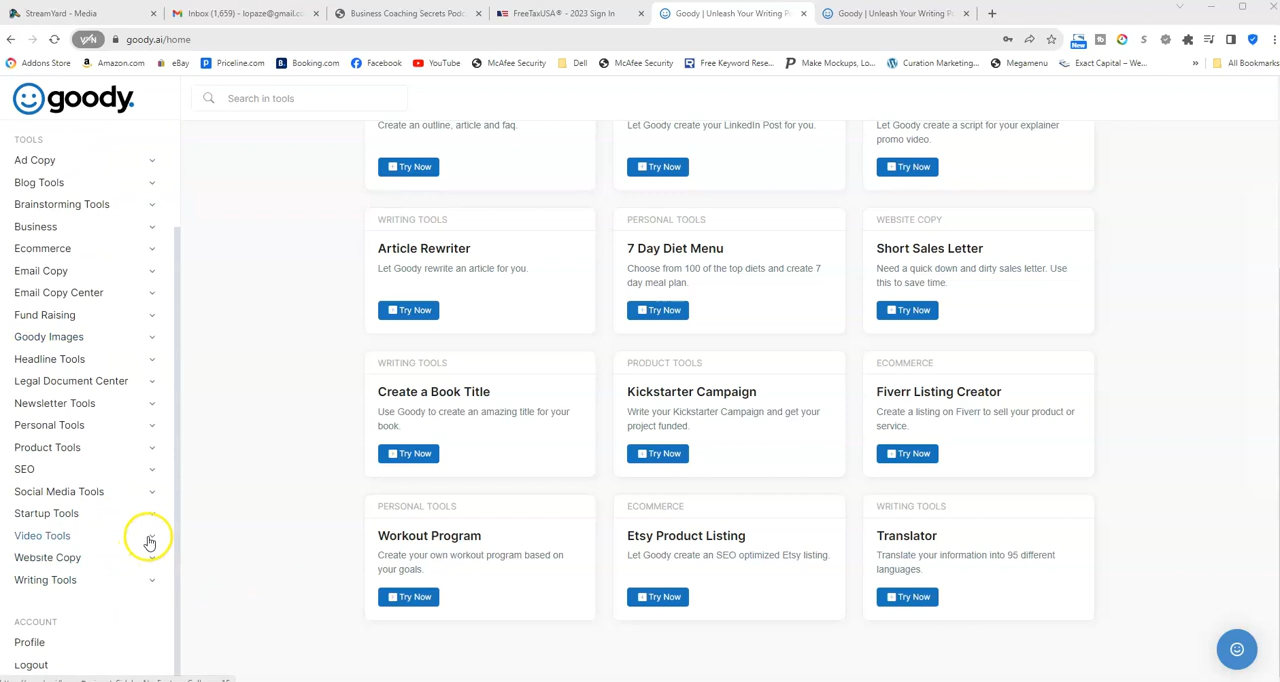 StreamYard - Media
Inbox (1,659) - lopaze@gmail.co
Business Coaching Secrets Podc
FreeTaxUSA® - 2023 Sign In
Goody | Unleash Your Writing P
Goody | Unleash Your Writing P
VPN
goody.ai/home
New
Addons Store
Amazon.com
eBay
Priceline.com
Booking.com
Facebook
YouTube
McAfee Security
Dell
McAfee Security
Free Keyword Rese...
Make Mockups, Lo...
Curation Marketing...
Megamenu
Exact Capital – We...
»
All Bookmarks
goody.
Search in tools
TOOLS
Ad Copy
Blog Tools
Brainstorming Tools
Business
Ecommerce
Email Copy
Email Copy Center
Fund Raising
Goody Images
Headline Tools
Legal Document Center
Newsletter Tools
Personal Tools
Product Tools
SEO
Social Media Tools
Startup Tools
Video Tools
Website Copy
Writing Tools
ACCOUNT
Profile
Logout
Create an outline, article and faq.
Try Now
Let Goody create your LinkedIn Post for you.
Try Now
Let Goody create a script for your explainer
promo video.
Try Now
WRITING TOOLS
Article Rewriter
Let Goody rewrite an article for you.
Try Now
PERSONAL TOOLS
7 Day Diet Menu
Choose from 100 of the top diets and create 7
day meal plan.
Try Now
WEBSITE COPY
Short Sales Letter
Need a quick down and dirty sales letter. Use
this to save time.
Try Now
WRITING TOOLS
Create a Book Title
Use Goody to create an amazing title for your
book.
Try Now
PRODUCT TOOLS
Kickstarter Campaign
Write your Kickstarter Campaign and get your
project funded.
Try Now
ECOMMERCE
Fiverr Listing Creator
Create a listing on Fiverr to sell your product or
service.
Try Now
PERSONAL TOOLS
Workout Program
Create your own workout program based on
your goals.
Try Now
ECOMMERCE
Etsy Product Listing
Let Goody create an SEO optimized Etsy listing.
Try Now
WRITING TOOLS
Translator
Translate your information into 95 different
languages.
Try Now